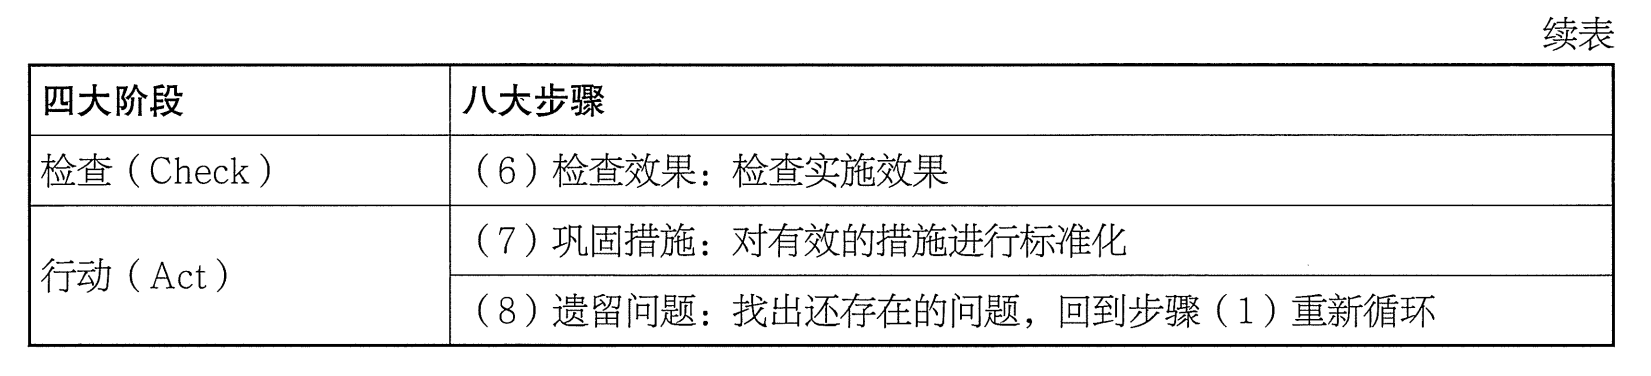 续表
四大阶段 八大步骤
检查（Check） （6）检查效果：检查实施效果
行动（Act） （7）巩固措施：对有效的措施进行标准化
（8）遗留问题：找出还存在的问题，回到步骤（1）重新循环